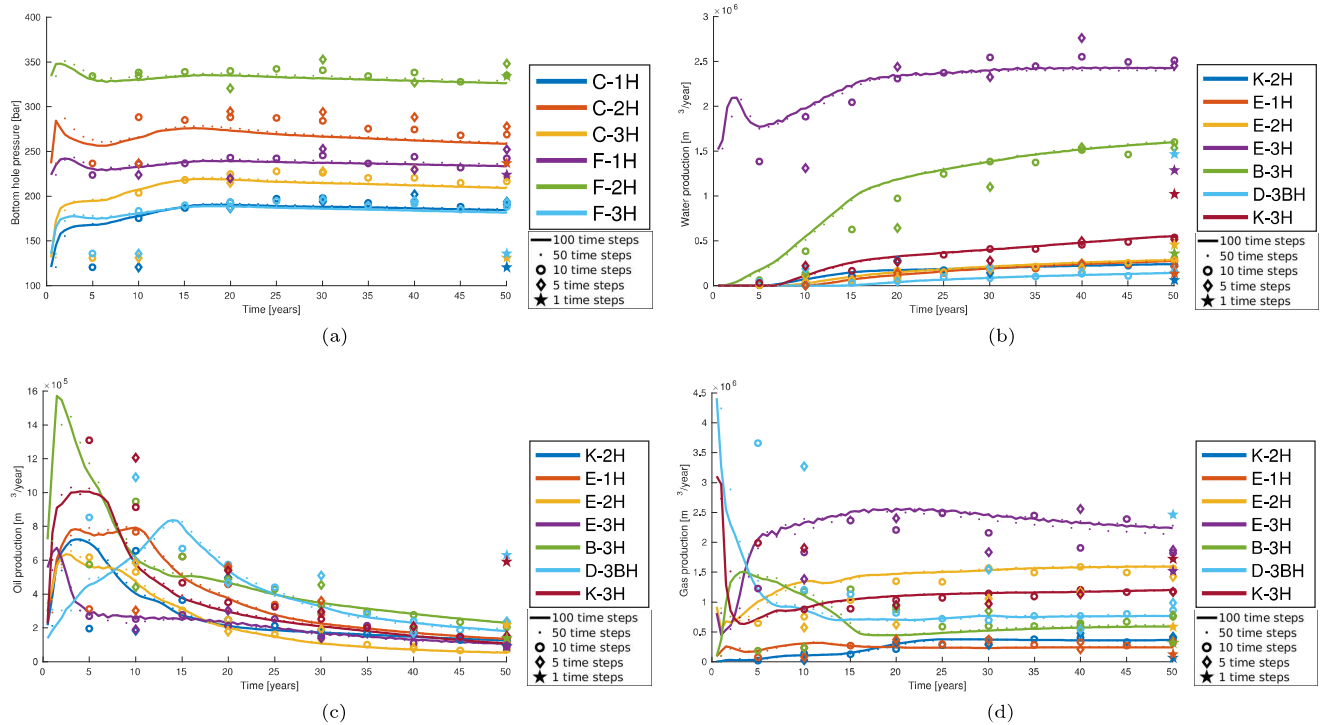 400
350
300
250
200
150
100
Bottom hole pressure [bar]
0 5 10 15 20 25 30 35 40 45 50
Time [years]
C-1H
C-2H
C-3H
F-1H
F-2H
F-3H
100 time steps
50 time steps
10 time steps
5 time steps
1 time steps
(a)
× 10⁶
3
2.5
2
1.5
1
0.5
0
Water production [m ³/year]
0 5 10 15 20 25 30 35 40 45 50
Time [years]
K-2H
E-1H
E-2H
E-3H
B-3H
D-3BH
K-3H
100 time steps
50 time steps
10 time steps
5 time steps
1 time steps
(b)
× 10⁵
16
14
12
10
8
6
4
2
0
Oil production [m ³/year]
0 5 10 15 20 25 30 35 40 45 50
Time [years]
K-2H
E-1H
E-2H
E-3H
B-3H
D-3BH
K-3H
100 time steps
50 time steps
10 time steps
5 time steps
1 time steps
(c)
× 10⁶
4.5
4
3.5
3
2.5
2
1.5
1
0.5
0
Gas production [m ³/year]
0 5 10 15 20 25 30 35 40 45 50
Time [years]
K-2H
E-1H
E-2H
E-3H
B-3H
D-3BH
K-3H
100 time steps
50 time steps
10 time steps
5 time steps
1 time steps
(d)